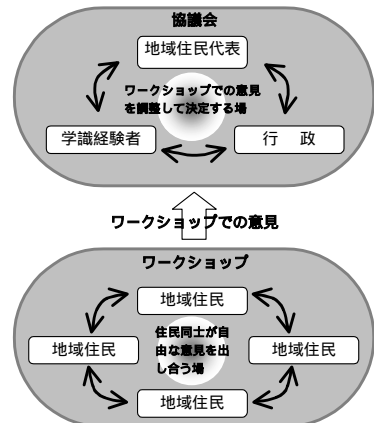 協議会
地域住民代表
ワークショップでの意見
を調整して決定する場
学識経験者
行　政
ワークショップでの意見
ワークショップ
地域住民
地域住民
住民同士が自
由な意見を出
し合う場
地域住民
地域住民